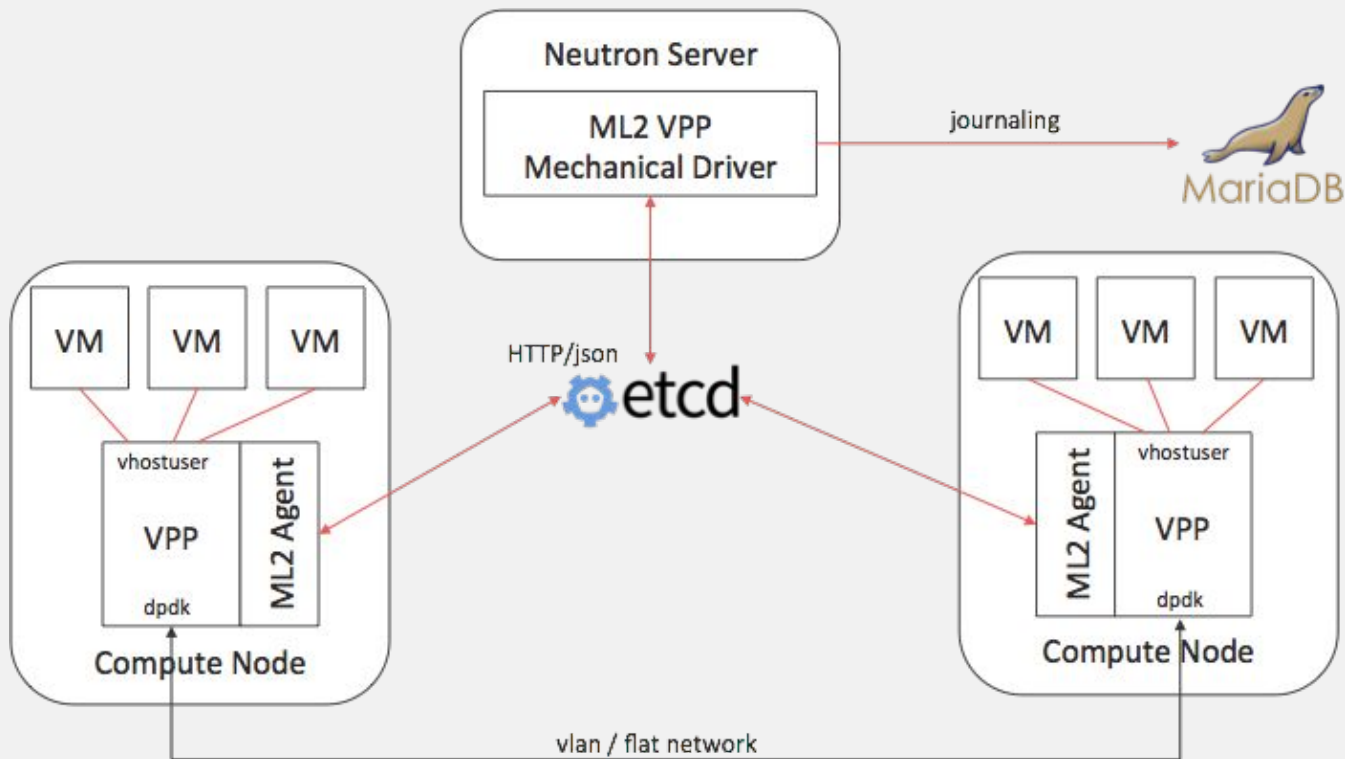 Neutron Server
ML2 VPP
Mechanical Driver
journaling
MariaDB
VM VM VM
VM VM VM
HTTP/json
etcd
vhostuser
VPP
dpdk
ML2 Agent
Compute Node
ML2 Agent
vhostuser
VPP
dpdk
Compute Node
vlan / flat network